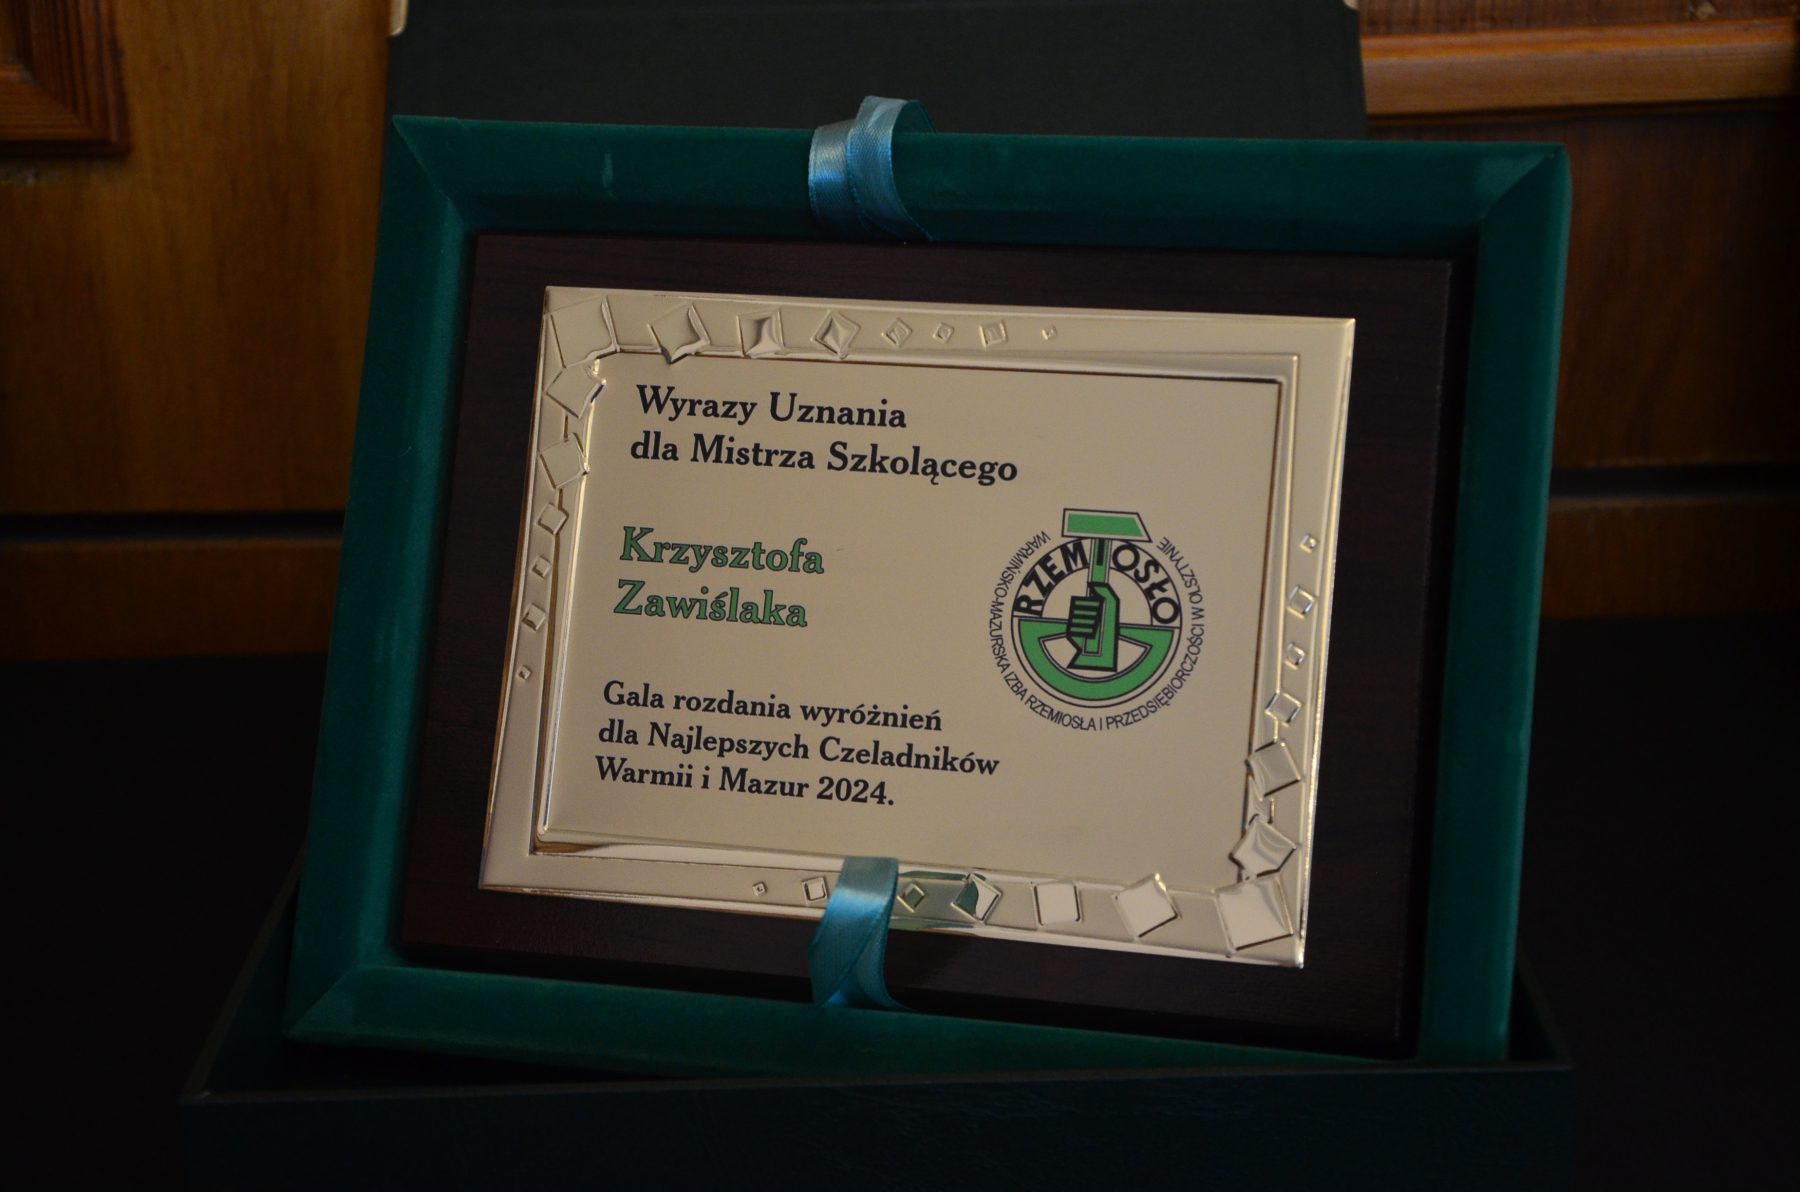 Wyrazy Uznania
dla Mistrza Szkolącego
Krzysztofa
Zawiślaka
RZEMIOSŁO
WARMIŃSKO-MAZURSKA IZBA RZEMIOSŁA I PRZEDSIĘBIORCZOŚCI W OLSZTYNIE
Gala rozdania wyróżnień
dla Najlepszych Czeladników
Warmii i Mazur 2024.